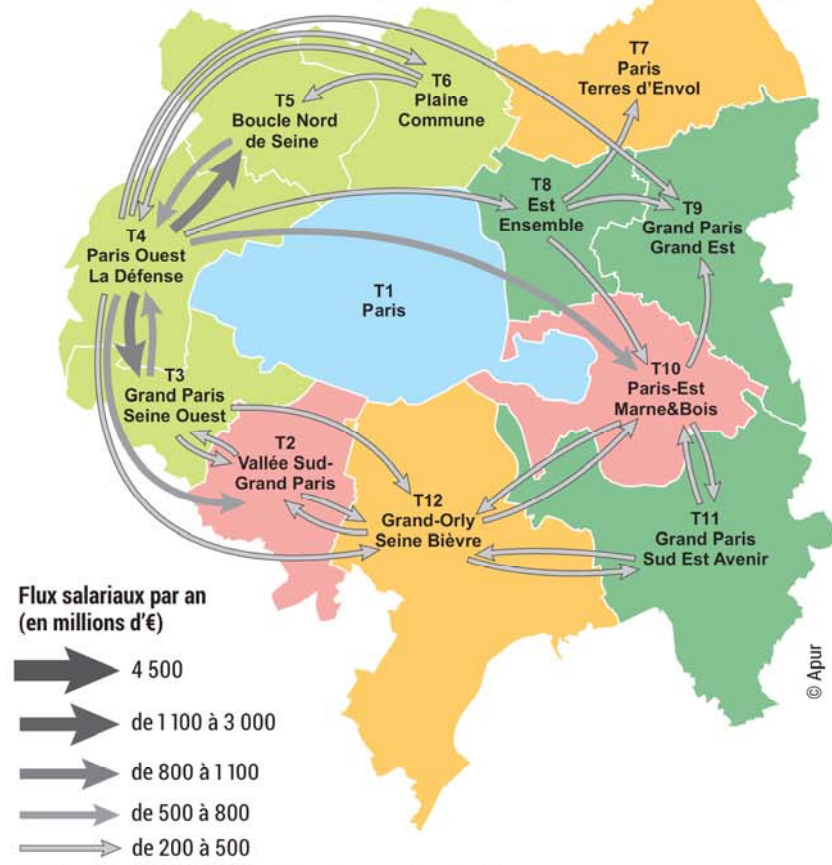 T7
Paris
Terres d'Envol
T6
Plaine
Commune
T5
Boucle Nord
de Seine
T8
Est
Ensemble
T9
Grand Paris
Grand Est
T4
Paris Ouest
La Défense
T1
Paris
T3
Grand Paris
Seine Ouest
T10
Paris-Est
Marne&Bois
T2
Vallée Sud-
Grand Paris
T12
Grand-Orly
Seine Bièvre
T11
Grand Paris
Sud Est Avenir
Flux salariaux par an
(en millions d'€)
4 500
de 1 100 à 3 000
de 800 à 1 100
de 500 à 800
de 200 à 500
© Apur